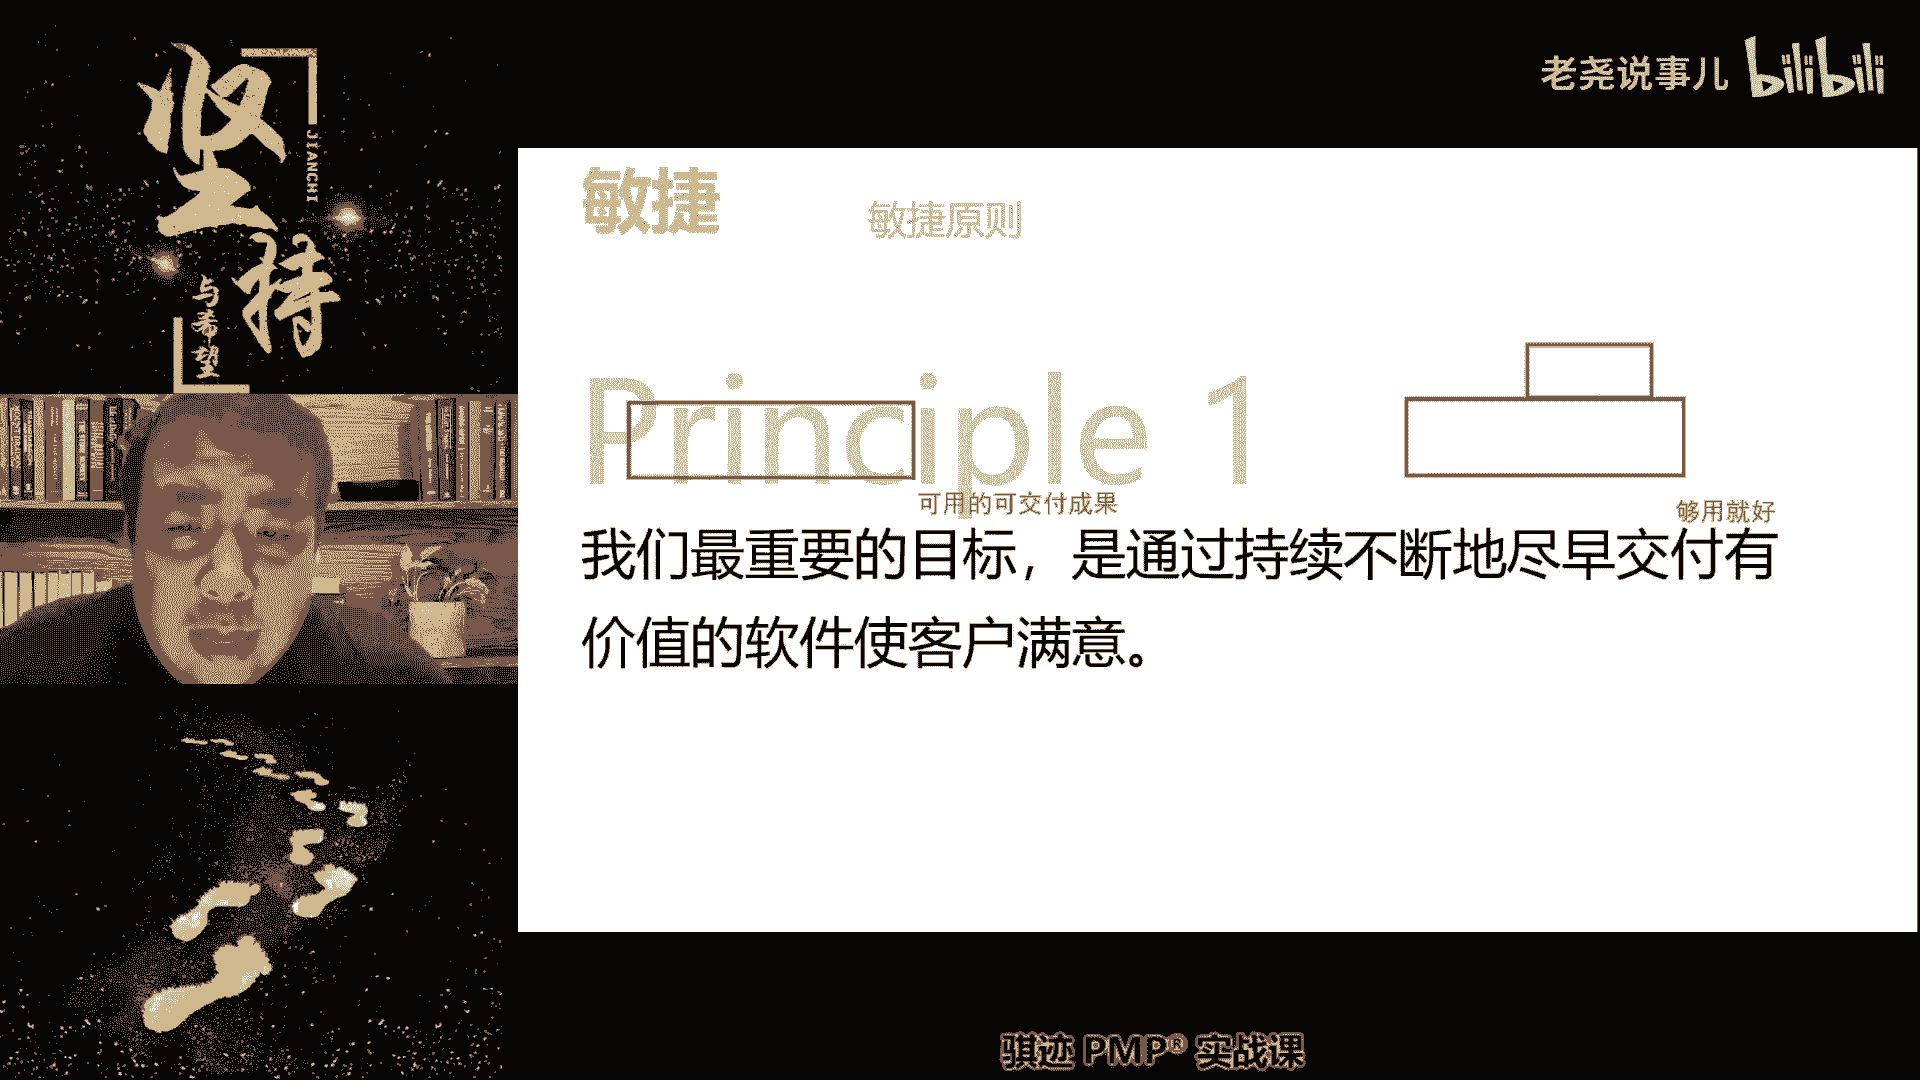 坚持
JIANCHI
与希望
老尧说事儿 bilibili
敏捷
敏捷原则
Principle 1
可用的可交付成果
够用就好
我们最重要的目标，是通过持续不断地尽早交付有
价值的软件使客户满意。
骐迹 PMP® 实战课